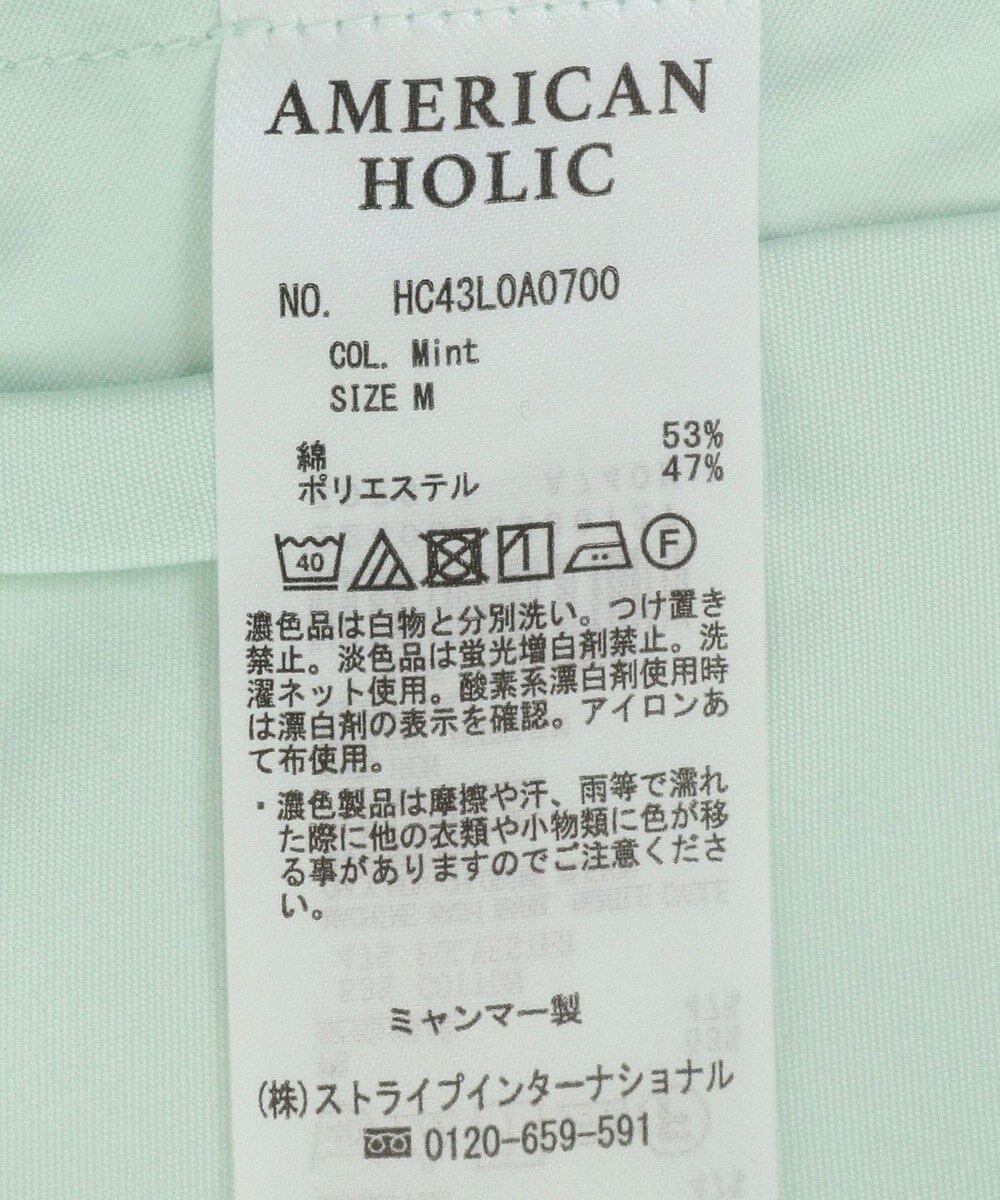 AMERICAN
HOLIC
NO. HC43L0A0700
COL. Mint
SIZE M
綿 53%
ポリエステル 47%
40 F
濃色品は白物と分別洗い。つけ置き
禁止。淡色品は蛍光増白剤禁止。洗
濯ネット使用。酸素系漂白剤使用時
は漂白剤の表示を確認。アイロンあ
て布使用。
・濃色製品は摩擦や汗、雨等で濡れ
た際に他の衣類や小物類に色が移
る事がありますのでご注意くださ
い。
ミャンマー製
(株)ストライプインターナショナル
0120-659-591